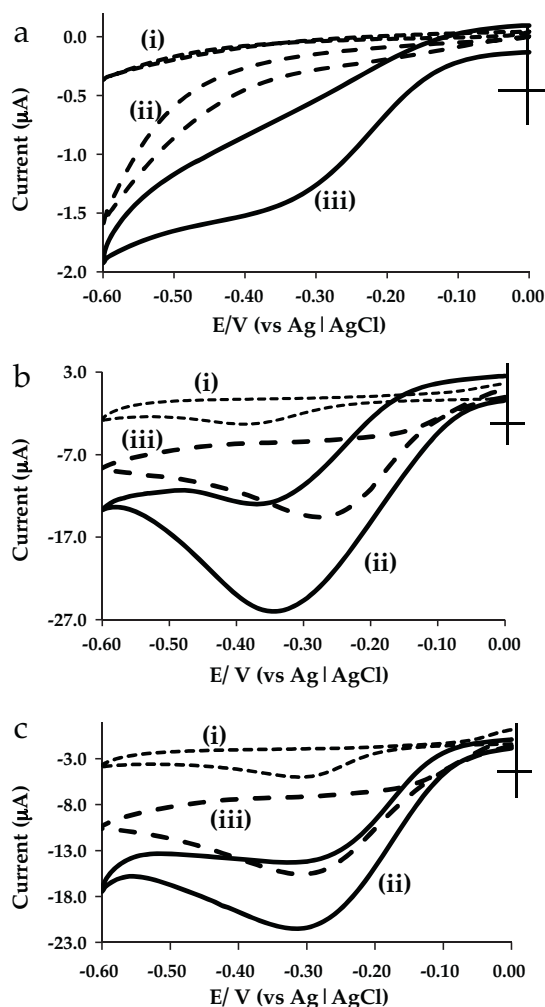 a
0.0
(i)
(ii)
-0.5
-1.0
(iii)
-1.5
-2.0
-0.60 -0.50 -0.40 -0.30 -0.20 -0.10 0.00
E/V (vs Ag|AgCl)
Current (µA)
b
3.0
(i)
(iii)
-7.0
-17.0
(ii)
-27.0
-0.60 -0.50 -0.40 -0.30 -0.20 -0.10 0.00
E/ V (vs Ag|AgCl)
Current (µA)
c
(i)
-3.0
(iii)
-8.0
-13.0
(ii)
-18.0
-23.0
-0.60 -0.50 -0.40 -0.30 -0.20 -0.10 0.00
E/V (vs Ag|AgCl)
Current (µA)